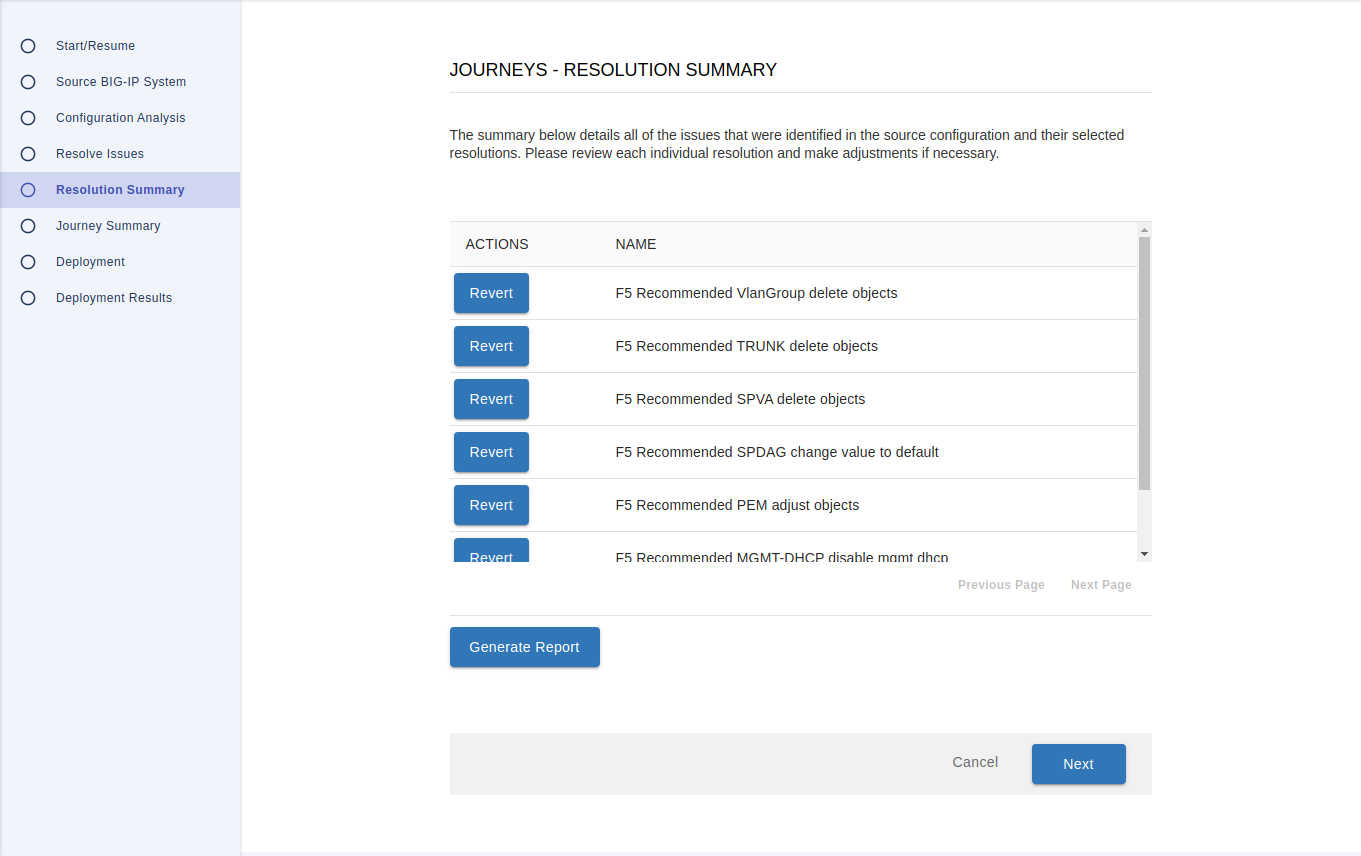 Start/Resume
Source BIG-IP System
Configuration Analysis
Resolve Issues
Resolution Summary
Journey Summary
Deployment
Deployment Results
JOURNEYS - RESOLUTION SUMMARY
The summary below details all of the issues that were identified in the source configuration and their selected
resolutions. Please review each individual resolution and make adjustments if necessary.
ACTIONS NAME
Revert F5 Recommended VlanGroup delete objects
Revert F5 Recommended TRUNK delete objects
Revert F5 Recommended SPVA delete objects
Revert F5 Recommended SPDAG change value to default
Revert F5 Recommended PEM adjust objects
Revert F5 Recommended MGMT-DHCP disable mgmt dhcp
Previous Page Next Page
Generate Report
Cancel Next